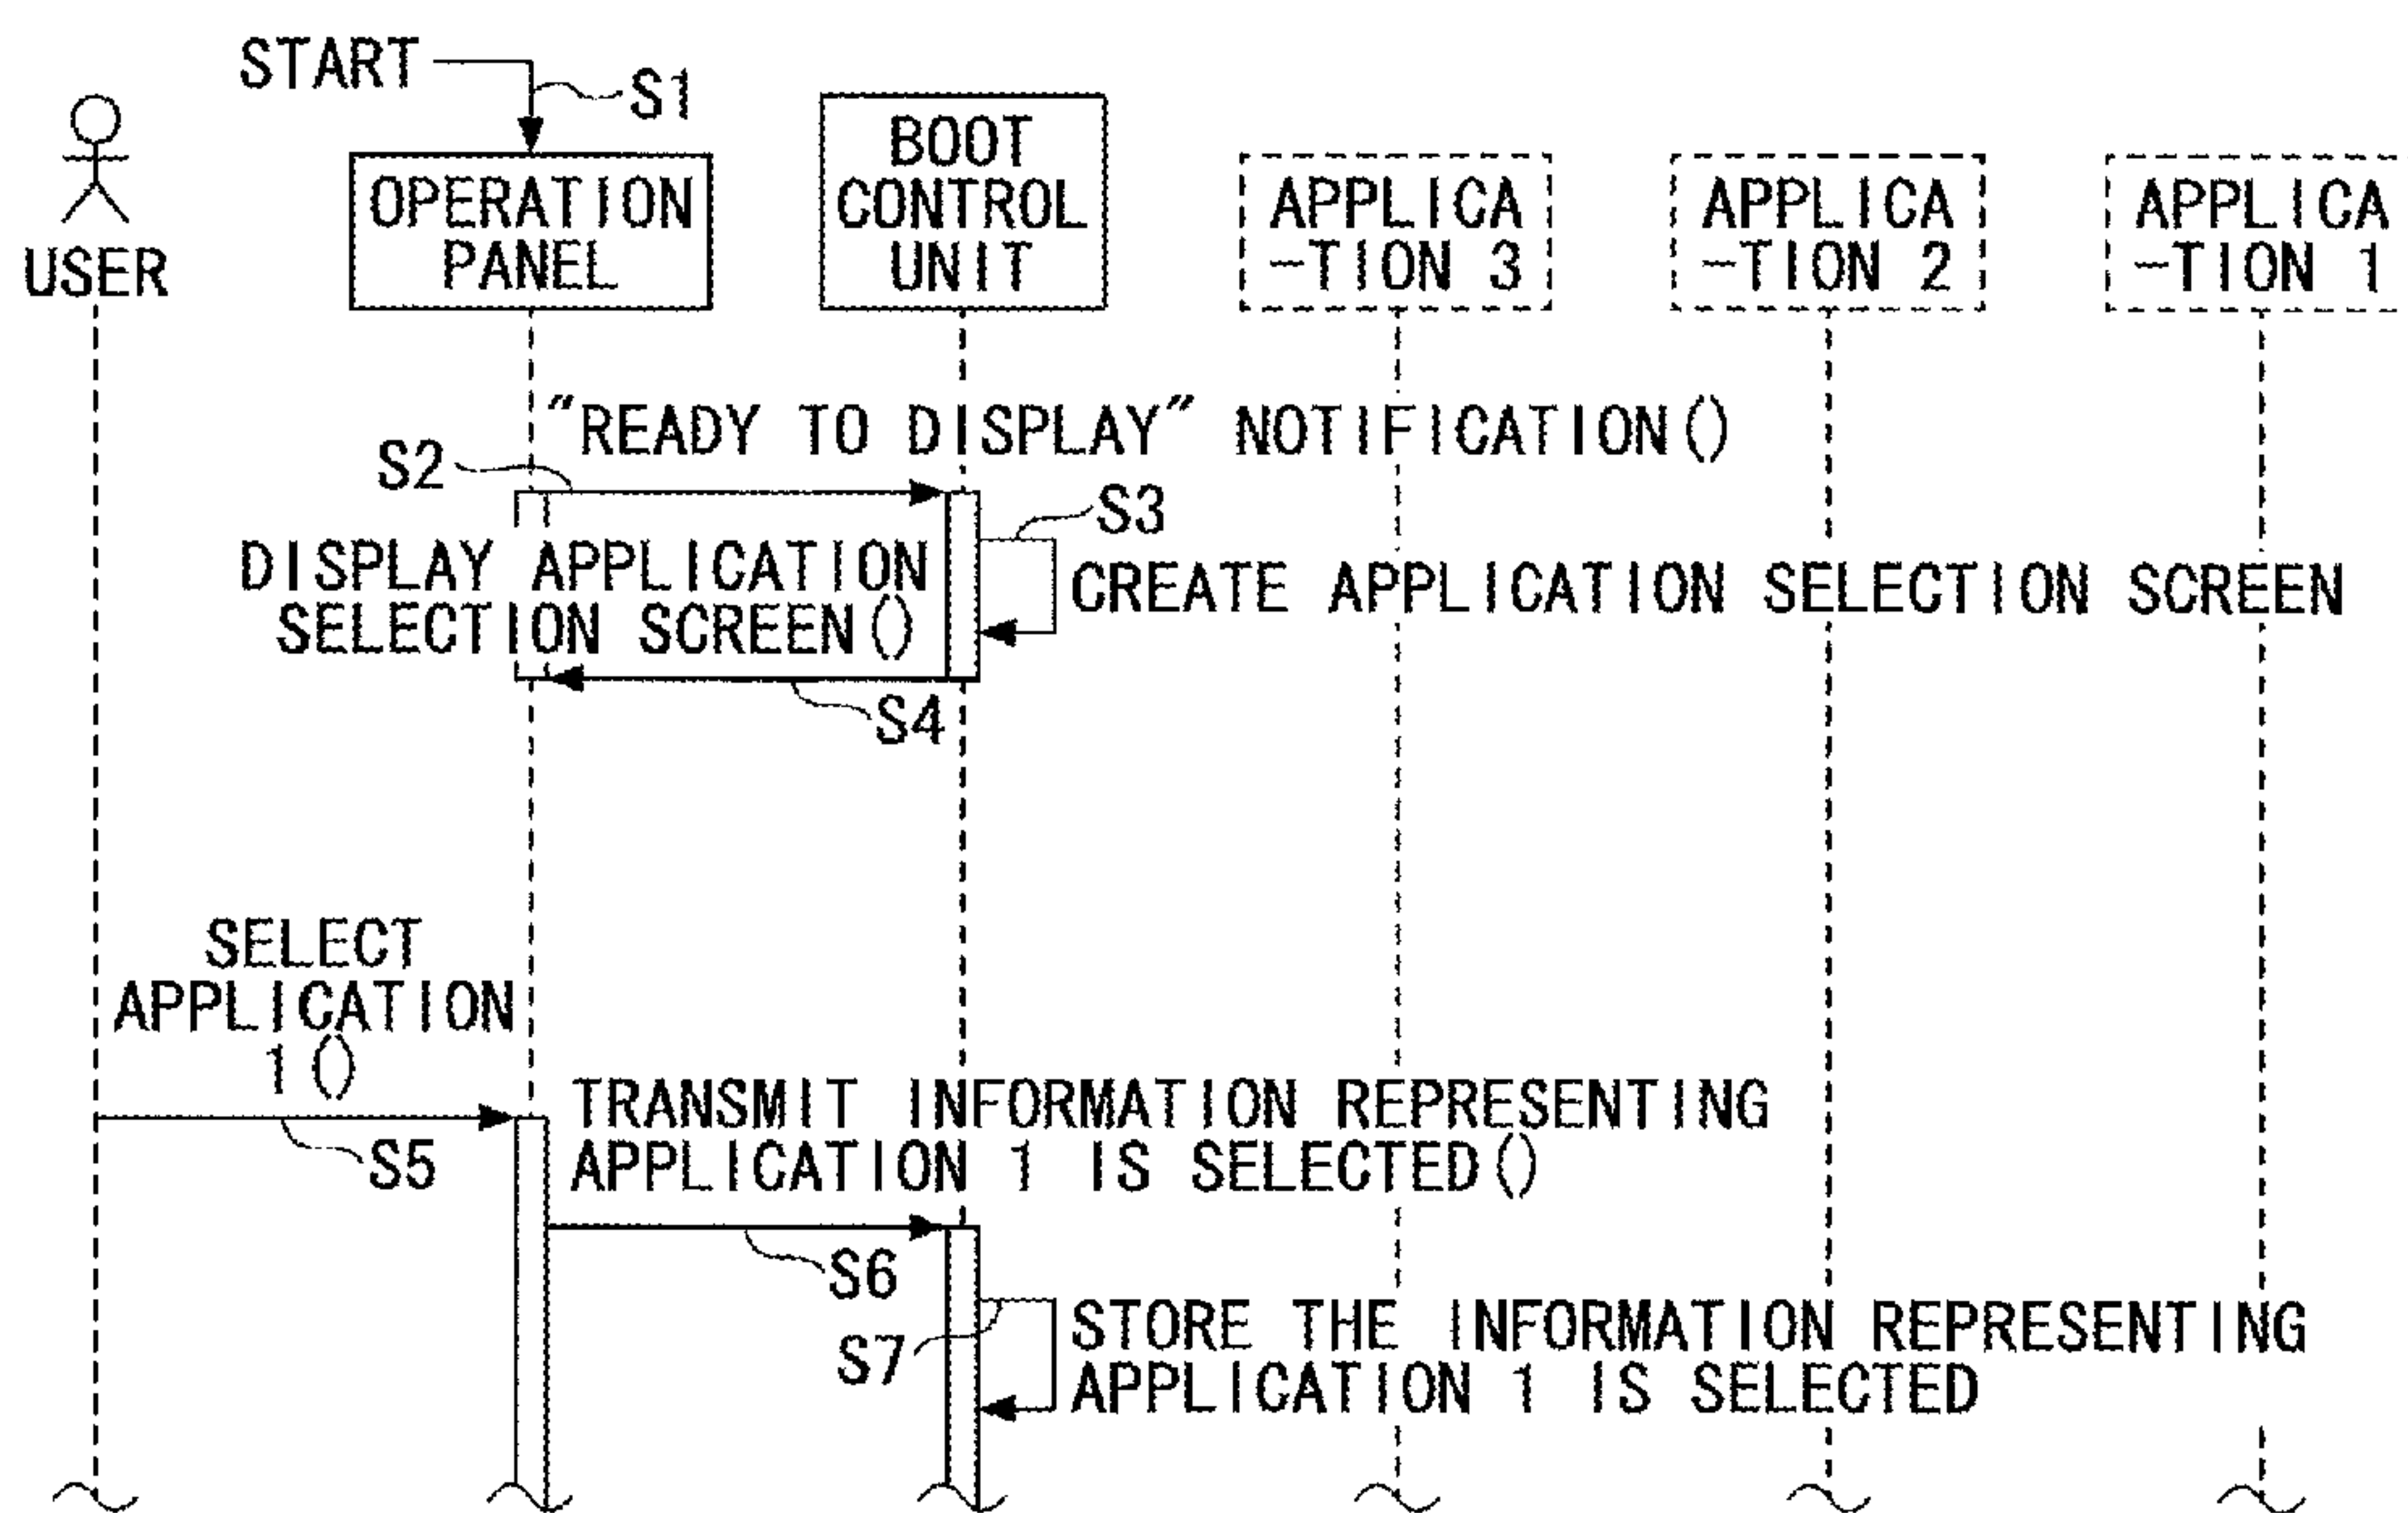 START
S1
USER
OPERATION
PANEL
BOOT
CONTROL
UNIT
APPLICA
-TION 3
APPLICA
-TION 2
APPLICA
-TION 1
"READY TO DISPLAY" NOTIFICATION()
S2
S3
DISPLAY APPLICATION
SELECTION SCREEN()
CREATE APPLICATION SELECTION SCREEN
S4
SELECT
APPLICATION
1()
S5
TRANSMIT INFORMATION REPRESENTING
APPLICATION 1 IS SELECTED()
S6
S7
STORE THE INFORMATION REPRESENTING
APPLICATION 1 IS SELECTED